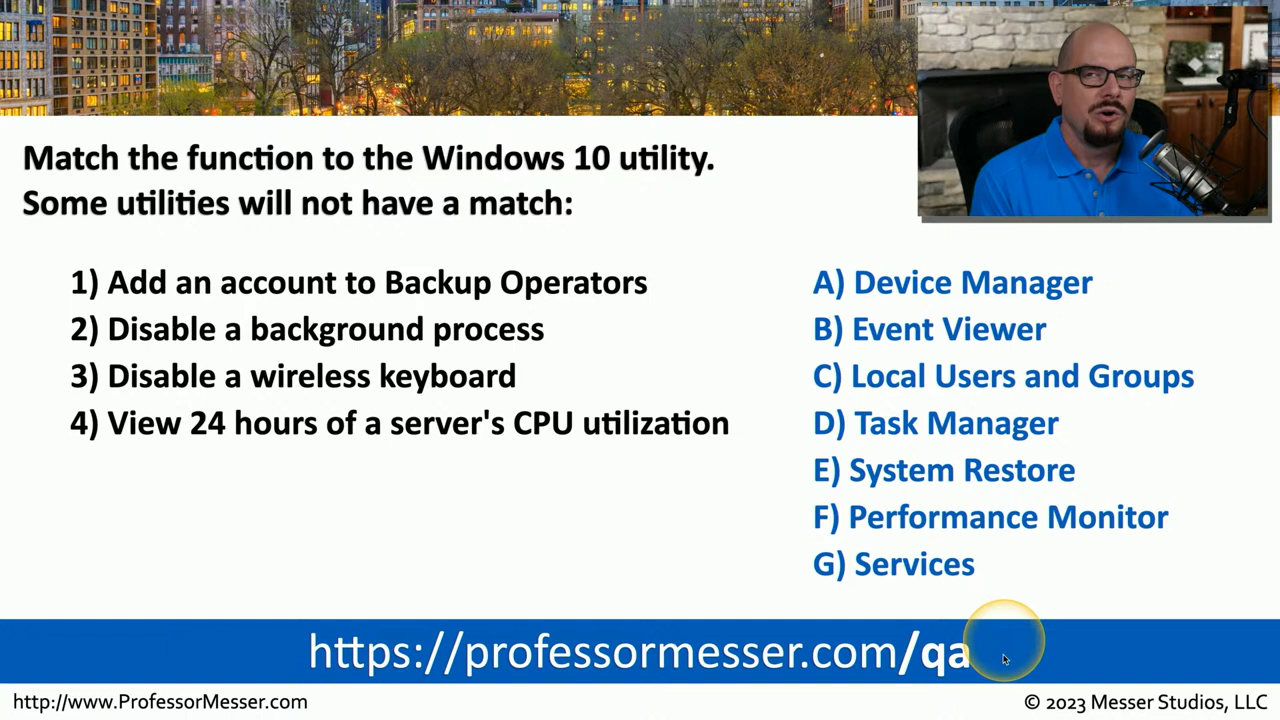 Match the function to the Windows 10 utility.
Some utilities will not have a match:
1) Add an account to Backup Operators
2) Disable a background process
3) Disable a wireless keyboard
4) View 24 hours of a server's CPU utilization
A) Device Manager
B) Event Viewer
C) Local Users and Groups
D) Task Manager
E) System Restore
F) Performance Monitor
G) Services
https://professormesser.com/qa
http://www.ProfessorMesser.com
© 2023 Messer Studios, LLC